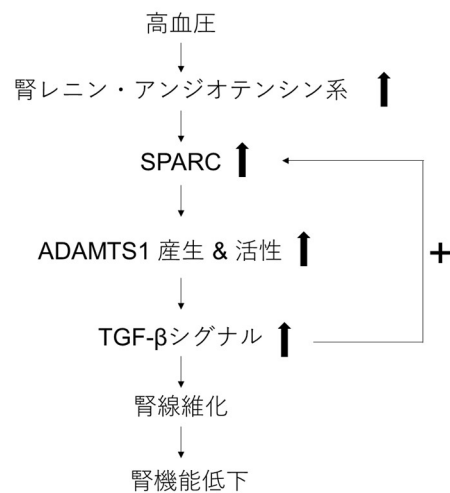 高血圧
腎レニン・アンジオテンシン系
SPARC
ADAMTS1 産生 & 活性
+
TGF-βシグナル
腎線維化
腎機能低下